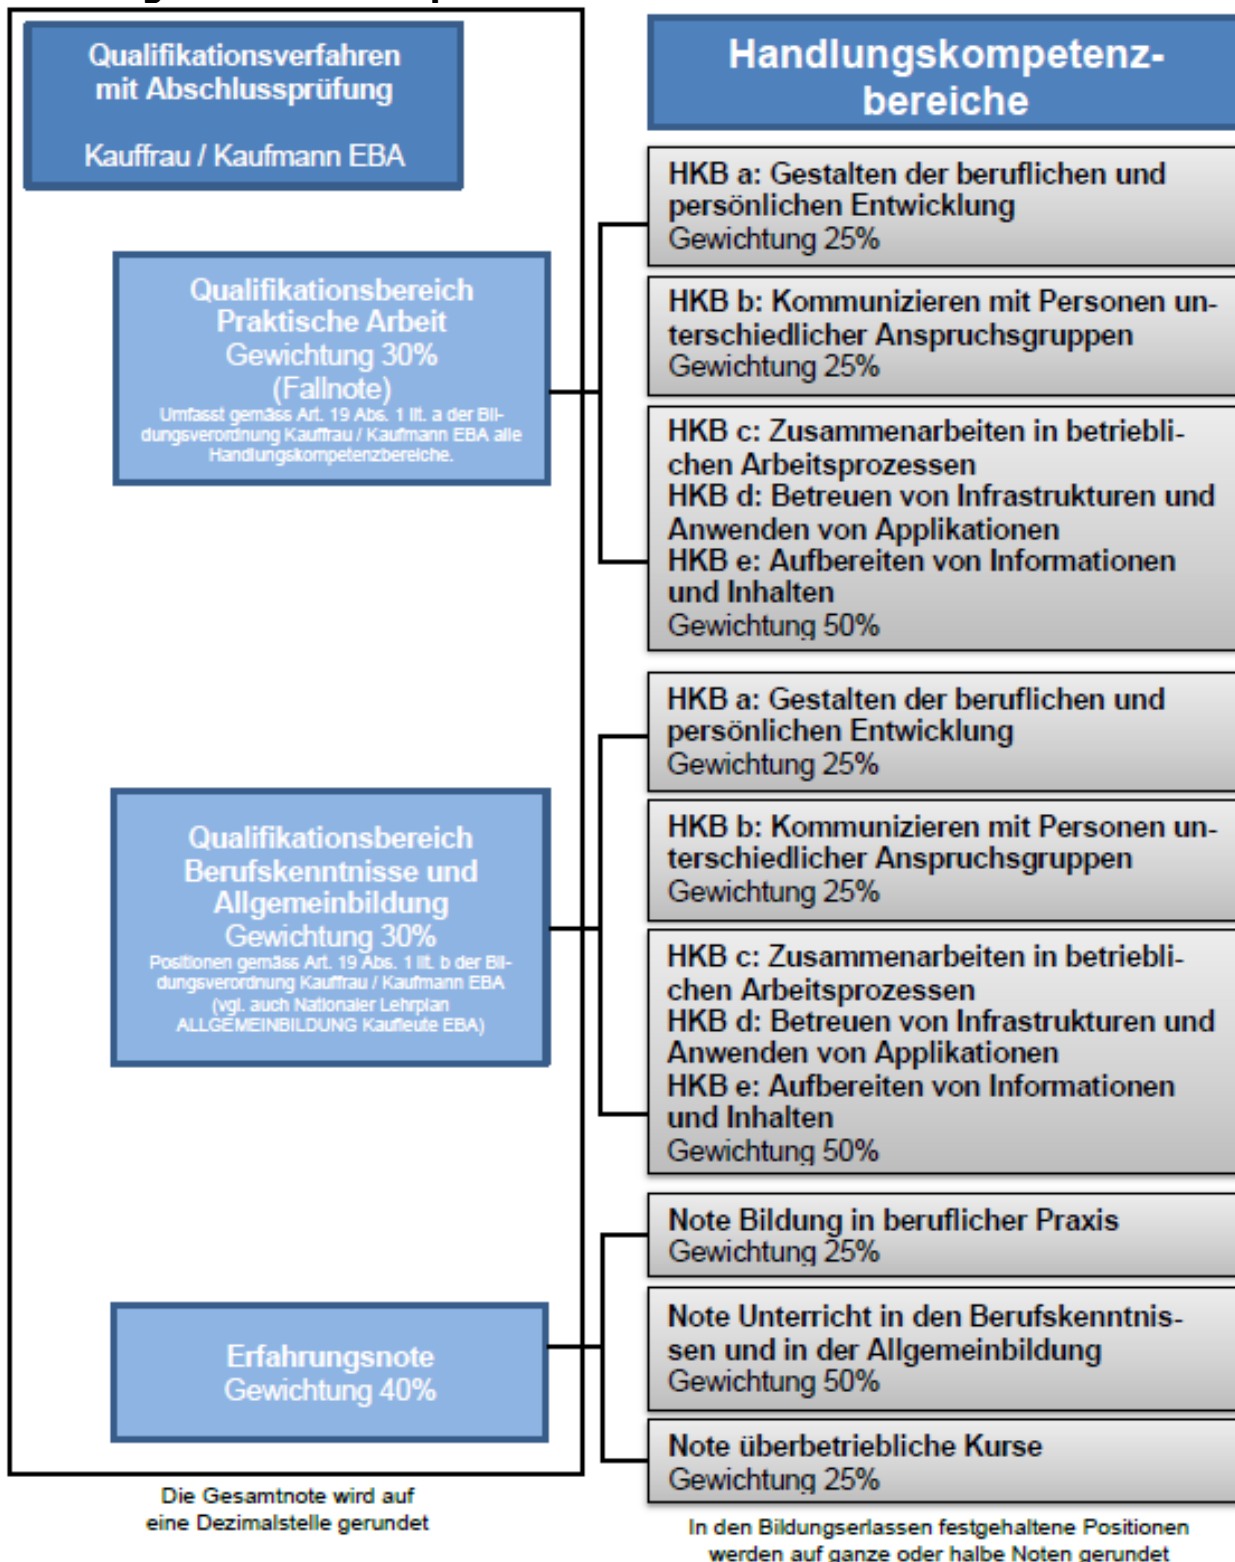 Qualifikationsverfahren
mit Abschlussprüfung
Kauffrau / Kaufmann EBA
Qualifikationsbereich
Praktische Arbeit
Gewichtung 30%
(Fallnote)
Umfasst gemäss Art. 19 Abs. 1 lit. a der Bil-
dungsverordnung Kauffrau / Kaufmann EBA alle
Handlungskompetenzbereiche.
Qualifikationsbereich
Berufskenntnisse und
Allgemeinbildung
Gewichtung 30%
Positionen gemäss Art. 19 Abs. 1 lit. b der Bil-
dungsverordnung Kauffrau / Kaufmann EBA
(vgl. auch Nationaler Lehrplan
ALLGEMEINBILDUNG Kaufleute EBA)
Erfahrungsnote
Gewichtung 40%
Die Gesamtnote wird auf
eine Dezimalstelle gerundet
Handlungskompetenz-
bereiche
HKB a: Gestalten der beruflichen und
persönlichen Entwicklung
Gewichtung 25%
HKB b: Kommunizieren mit Personen un-
terschiedlicher Anspruchsgruppen
Gewichtung 25%
HKB c: Zusammenarbeiten in betriebli-
chen Arbeitsprozessen
HKB d: Betreuen von Infrastrukturen und
Anwenden von Applikationen
HKB e: Aufbereiten von Informationen
und Inhalten
Gewichtung 50%
HKB a: Gestalten der beruflichen und
persönlichen Entwicklung
Gewichtung 25%
HKB b: Kommunizieren mit Personen un-
terschiedlicher Anspruchsgruppen
Gewichtung 25%
HKB c: Zusammenarbeiten in betriebli-
chen Arbeitsprozessen
HKB d: Betreuen von Infrastrukturen und
Anwenden von Applikationen
HKB e: Aufbereiten von Informationen
und Inhalten
Gewichtung 50%
Note Bildung in beruflicher Praxis
Gewichtung 25%
Note Unterricht in den Berufskenntnis-
sen und in der Allgemeinbildung
Gewichtung 50%
Note überbetriebliche Kurse
Gewichtung 25%
In den Bildungserlassen festgehaltene Positionen
werden auf ganze oder halbe Noten gerundet